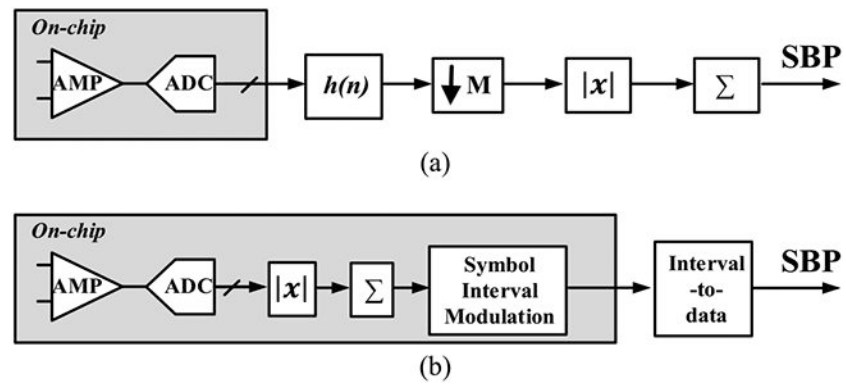 On-chip
AMP
ADC
h(n)
↓ M
|x|
∑
SBP
(a)
On-chip
AMP
ADC
|x|
∑
Symbol
Interval
Modulation
Interval
-to-
data
SBP
(b)